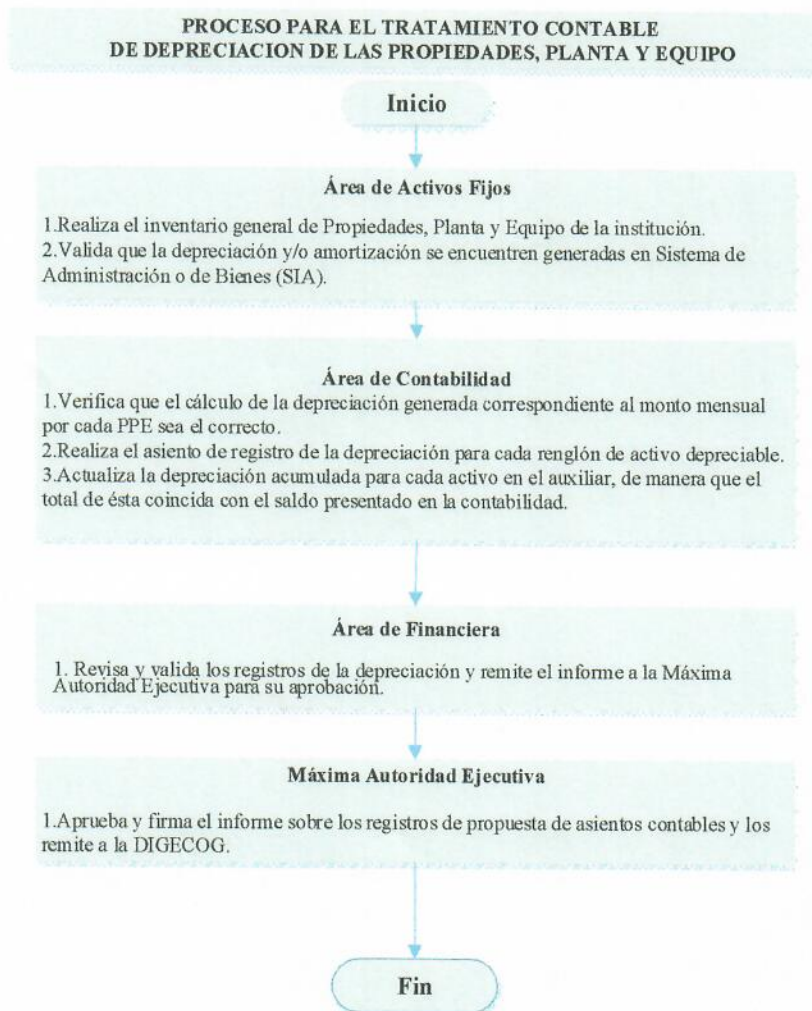 PROCESO PARA EL TRATAMIENTO CONTABLE
DE DEPRECIACION DE LAS PROPIEDADES, PLANTA Y EQUIPO
Inicio
Área de Activos Fijos
1.Realiza el inventario general de Propiedades, Planta y Equipo de la institución.
2.Valida que la depreciación y/o amortización se encuentren generadas en Sistema de
Administración o de Bienes (SIA).
Área de Contabilidad
1.Verifica que el cálculo de la depreciación generada correspondiente al monto mensual
por cada PPE sea el correcto.
2.Realiza el asiento de registro de la depreciación para cada renglón de activo depreciable.
3.Actualiza la depreciación acumulada para cada activo en el auxiliar, de manera que el
total de ésta coincida con el saldo presentado en la contabilidad.
Área de Financiera
1. Revisa y valida los registros de la depreciación y remite el informe a la Máxima
Autoridad Ejecutiva para su aprobación.
Máxima Autoridad Ejecutiva
1.Aprueba y firma el informe sobre los registros de propuesta de asientos contables y los
remite a la DIGECOG.
Fin